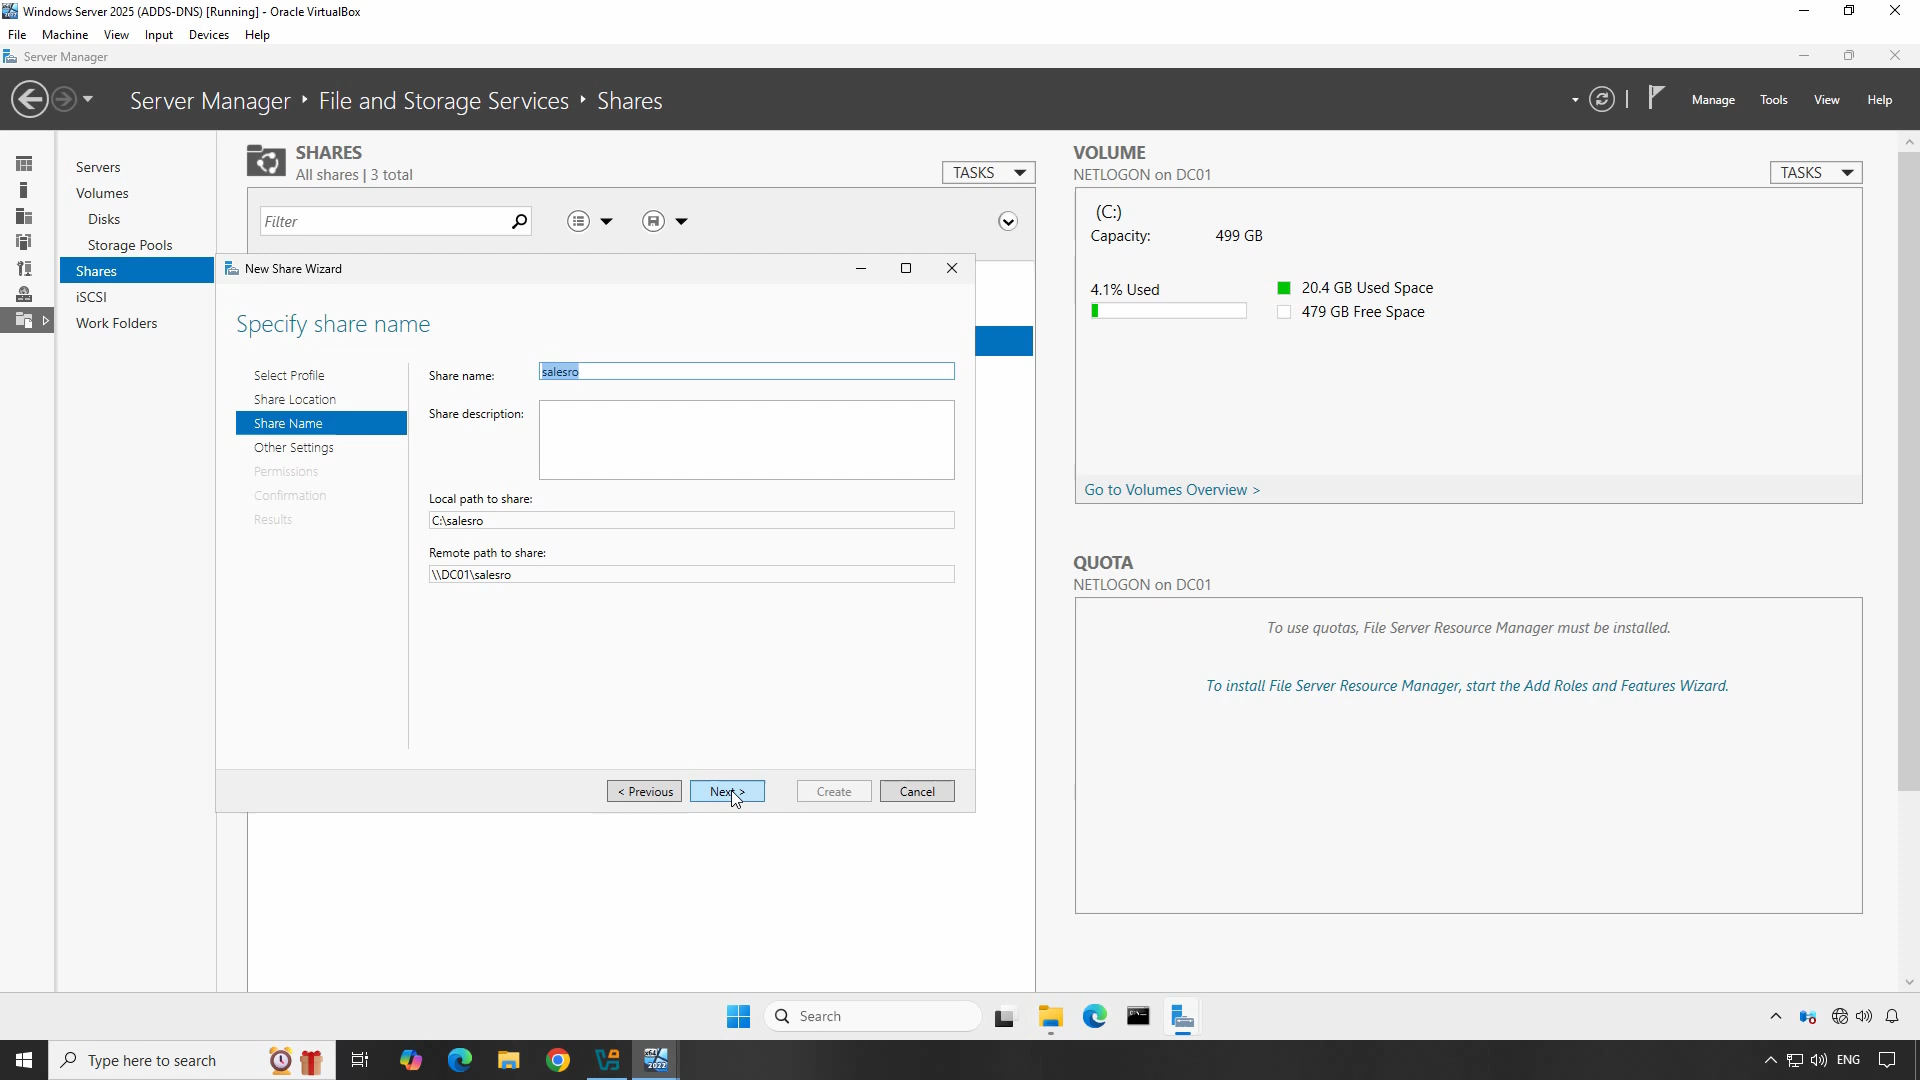 Windows Server 2025 (ADDS-DNS) [Running] - Oracle VirtualBox
File Machine View Input Devices Help
Server Manager
Server Manager ‣ File and Storage Services ‣ Shares
Manage Tools View Help
Servers
Volumes
Disks
Storage Pools
Shares
iSCSI
Work Folders
SHARES
All shares | 3 total
TASKS
Filter
VOLUME
NETLOGON on DC01
TASKS
(C:)
Capacity: 499 GB
4.1% Used
20.4 GB Used Space
479 GB Free Space
Go to Volumes Overview >
QUOTA
NETLOGON on DC01
To use quotas, File Server Resource Manager must be installed.
To install File Server Resource Manager, start the Add Roles and Features Wizard.
New Share Wizard
Specify share name
Select Profile
Share Location
Share Name
Other Settings
Permissions
Confirmation
Results
Share name: salesro
Share description:
Local path to share:
C:\salesro
Remote path to share:
\\DC01\salesro
< Previous
Next >
Create
Cancel
Search
Type here to search
x64
2022
ENG